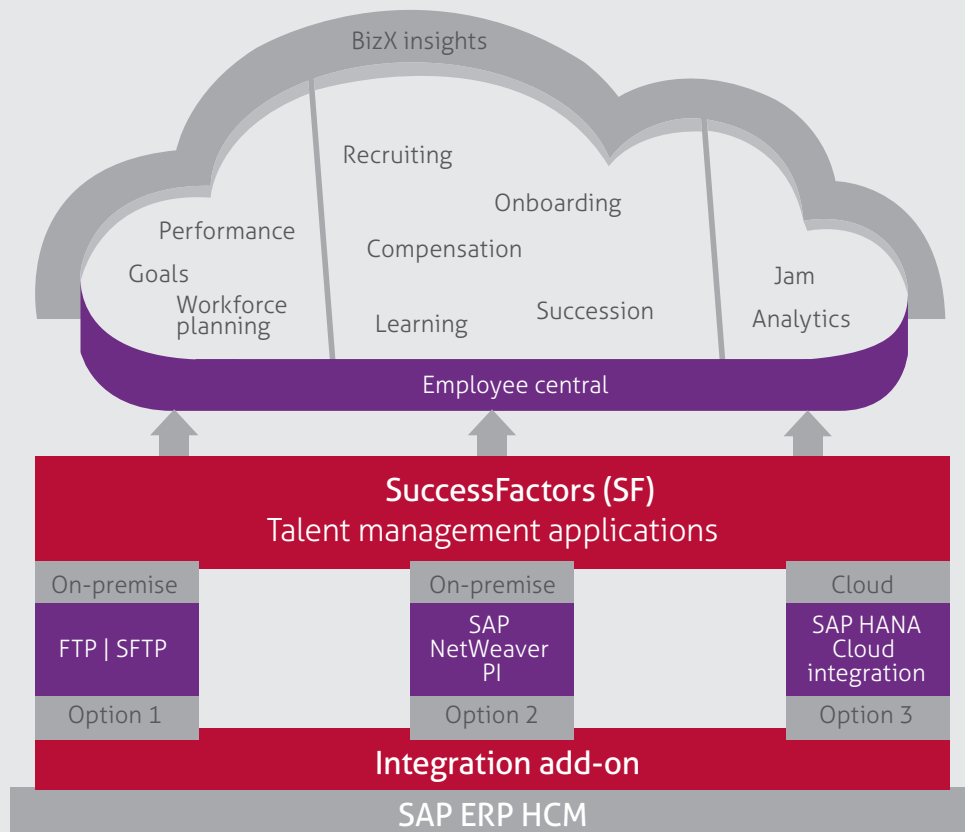 BizX insights
Recruiting
Onboarding
Performance
Compensation
Goals
Workforce
planning
Learning
Succession
Jam
Analytics
Employee central
SuccessFactors (SF)
Talent management applications
On-premise
FTP | SFTP
Option 1
On-premise
SAP
NetWeaver
PI
Option 2
Cloud
SAP HANA
Cloud
integration
Option 3
Integration add-on
SAP ERP HCM